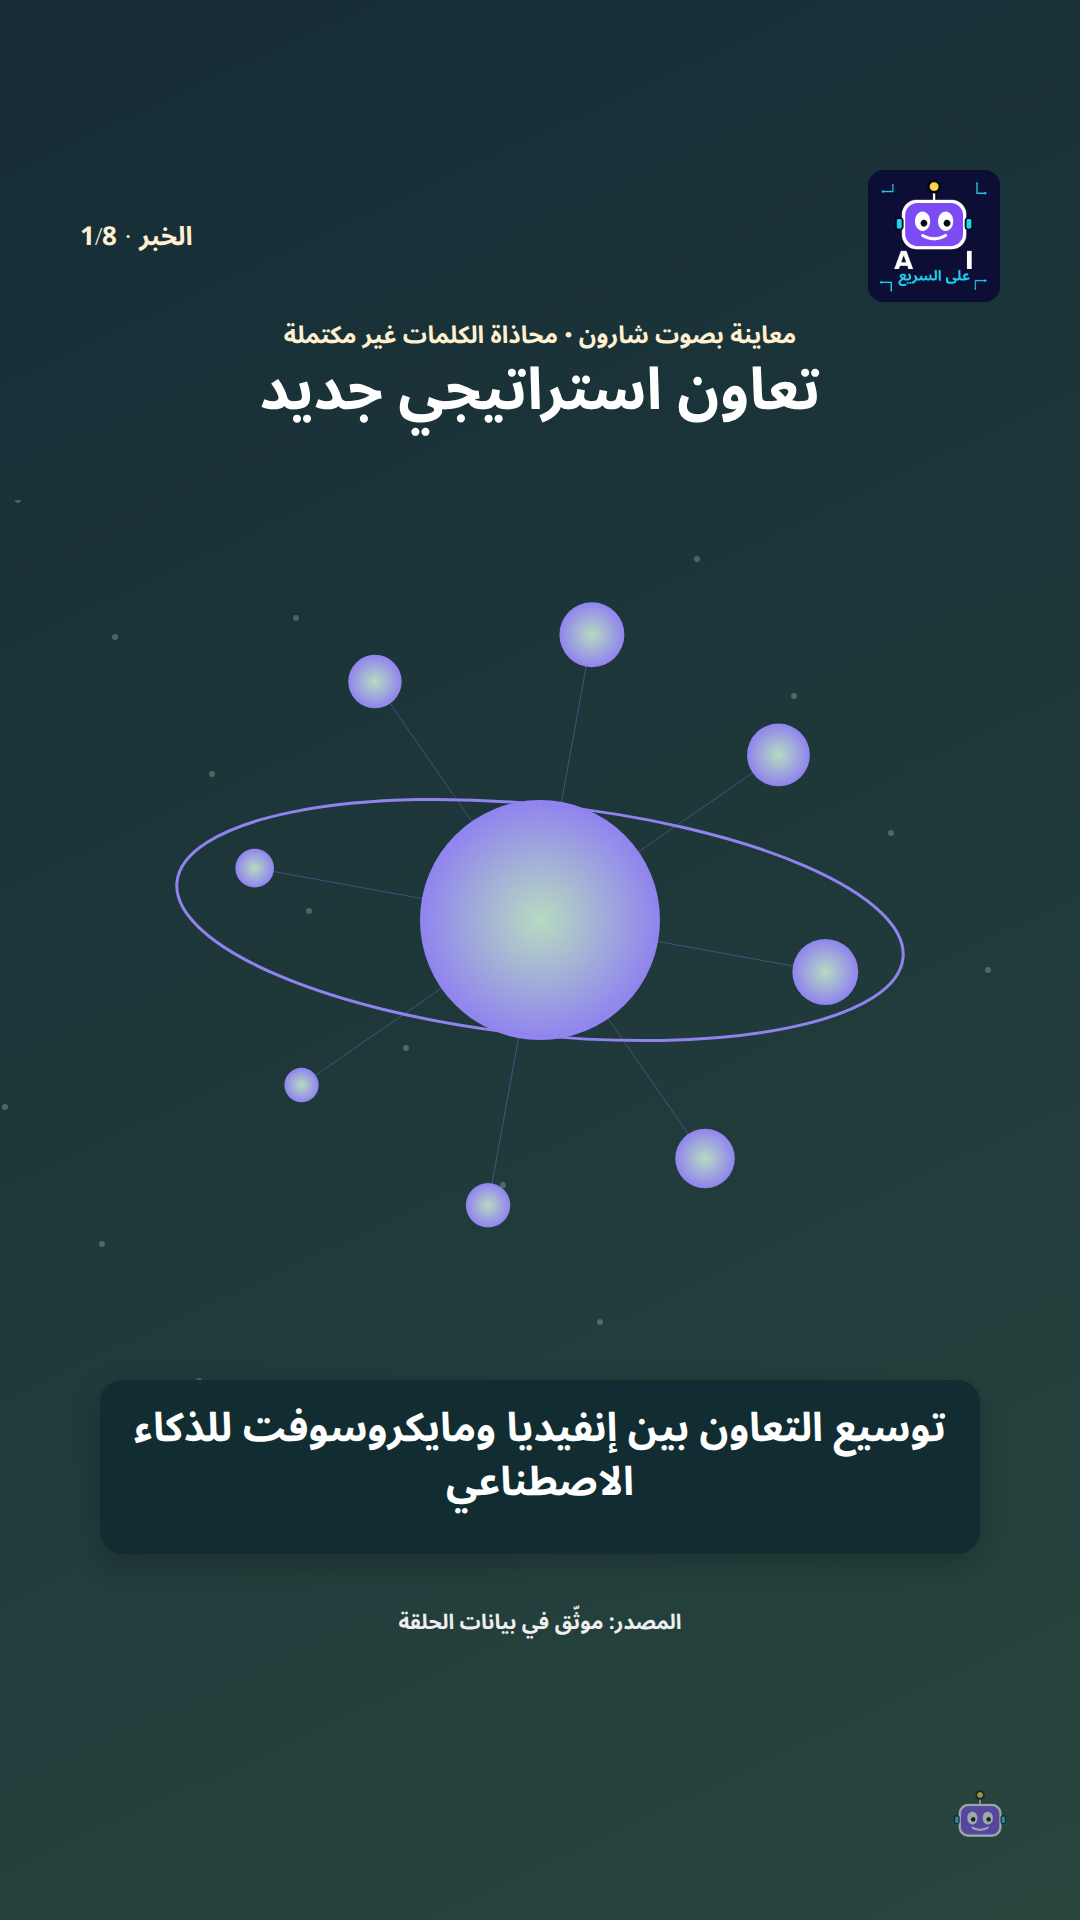 الخبر · 1/8
A I
على السريع
معاينة بصوت شارون • محاذاة الكلمات غير مكتملة
تعاون استراتيجي جديد
توسيع التعاون بين إنفيديا ومايكروسوفت للذكاء
الاصطناعي
المصدر: موثّق في بيانات الحلقة